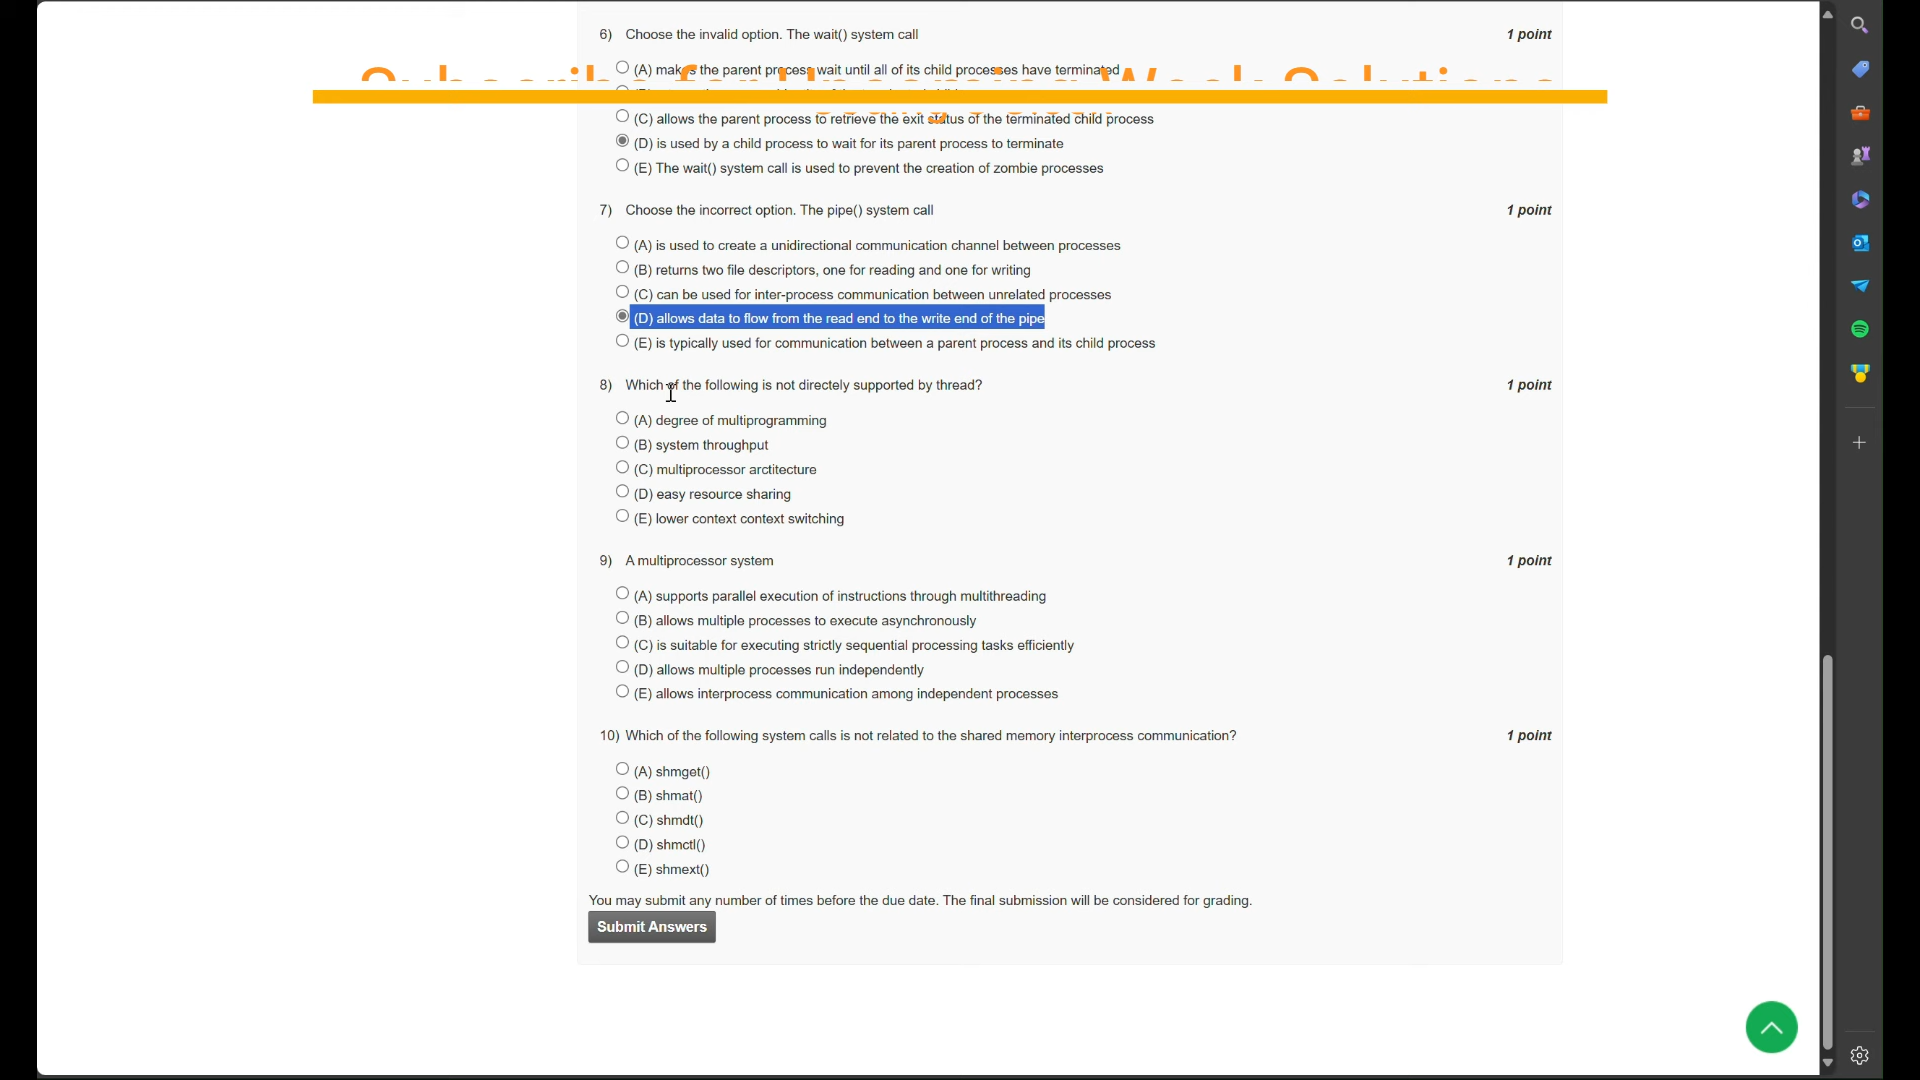 6) Choose the invalid option. The wait() system call 1 point
(A) makes the parent process wait until all of its child processes have terminated
(C) allows the parent process to retrieve the exit status of the terminated child process
(D) is used by a child process to wait for its parent process to terminate
(E) The wait() system call is used to prevent the creation of zombie processes
7) Choose the incorrect option. The pipe() system call 1 point
(A) is used to create a unidirectional communication channel between processes
(B) returns two file descriptors, one for reading and one for writing
(C) can be used for inter-process communication between unrelated processes
(D) allows data to flow from the read end to the write end of the pipe
(E) is typically used for communication between a parent process and its child process
8) Which of the following is not directely supported by thread? 1 point
(A) degree of multiprogramming
(B) system throughput
(C) multiprocessor arctitecture
(D) easy resource sharing
(E) lower context context switching
9) A multiprocessor system 1 point
(A) supports parallel execution of instructions through multithreading
(B) allows multiple processes to execute asynchronously
(C) is suitable for executing strictly sequential processing tasks efficiently
(D) allows multiple processes run independently
(E) allows interprocess communication among independent processes
10) Which of the following system calls is not related to the shared memory interprocess communication? 1 point
(A) shmget()
(B) shmat()
(C) shmdt()
(D) shmctl()
(E) shmext()
You may submit any number of times before the due date. The final submission will be considered for grading.
Submit Answers